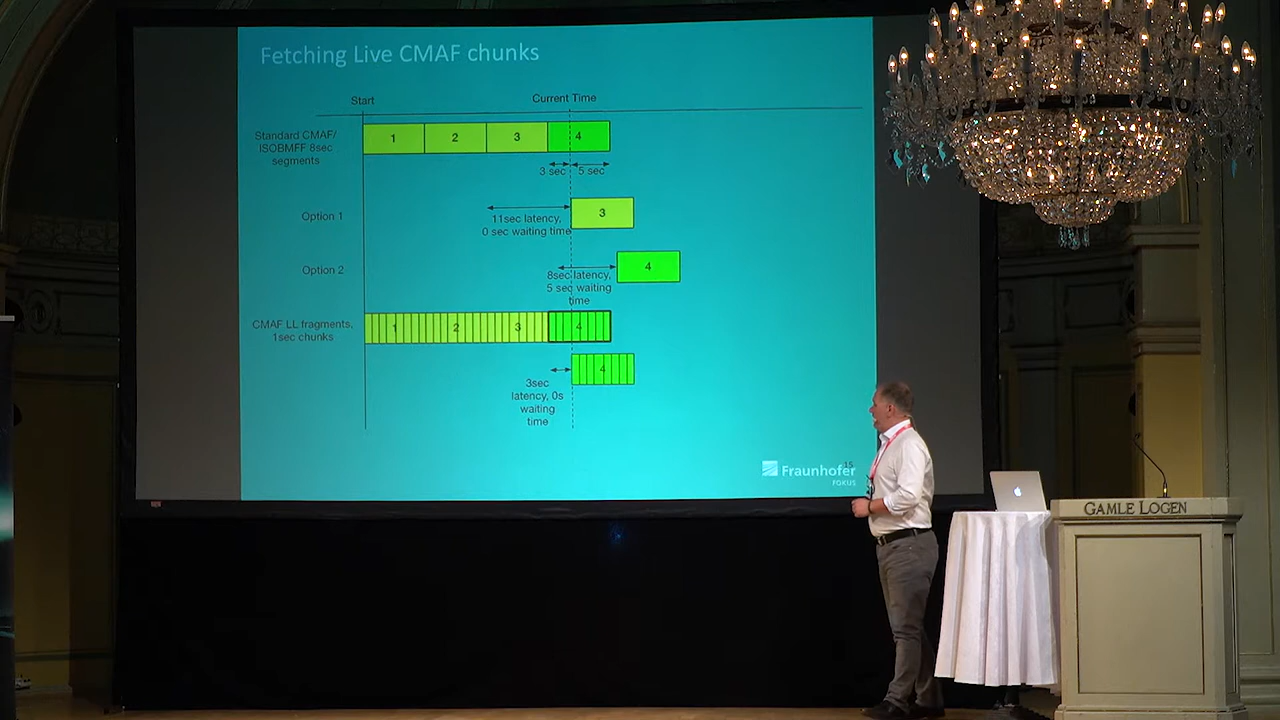 Fetching Live CMAF chunks
Start
Current Time
Standard CMAF/
ISOBMFF 8sec
segments
1
2
3
4
3 sec
5 sec
Option 1
11sec latency,
0 sec waiting time
3
Option 2
8sec latency,
5 sec waiting
time
4
CMAF LL fragments,
1sec chunks
1
2
3
4
3sec
latency, 0s
waiting
time
4
15
Fraunhofer
FOKUS
GAMLE LOGEN